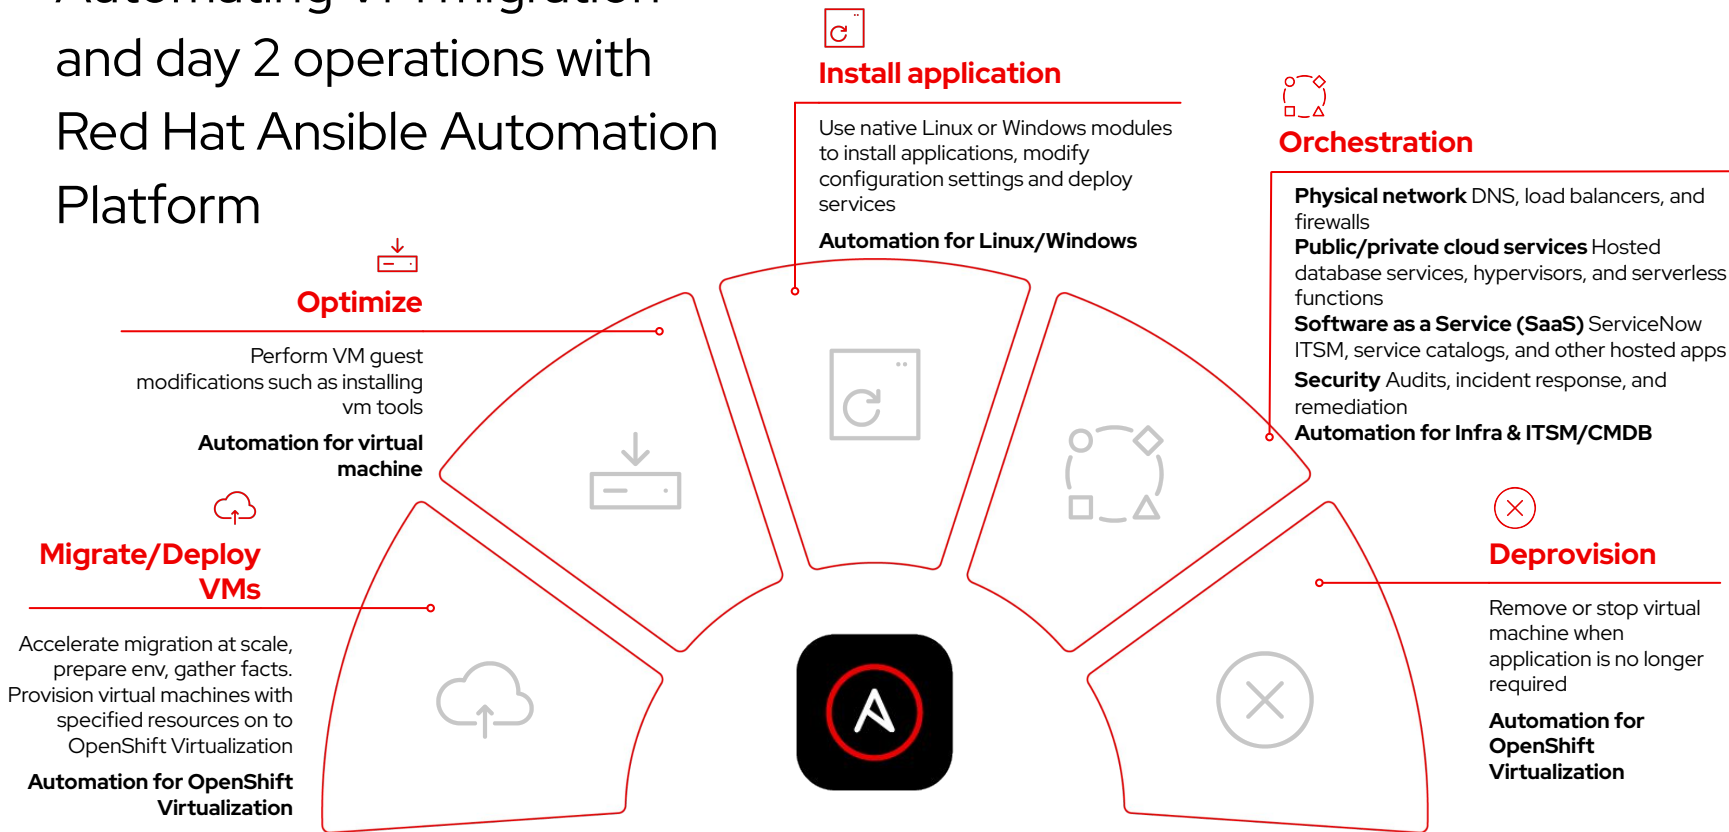 Automating VM migration
and day 2 operations with
Red Hat Ansible Automation
Platform
Install application
Use native Linux or Windows modules
to install applications, modify
configuration settings and deploy
services
Automation for Linux/Windows
Orchestration
Physical network DNS, load balancers, and
firewalls
Public/private cloud services Hosted
database services, hypervisors, and serverless
functions
Software as a Service (SaaS) ServiceNow
ITSM, service catalogs, and other hosted apps
Security Audits, incident response, and
remediation
Automation for Infra & ITSM/CMDB
Optimize
Perform VM guest
modifications such as installing
vm tools
Automation for virtual
machine
Migrate/Deploy
VMs
Accelerate migration at scale,
prepare env, gather facts.
Provision virtual machines with
specified resources on to
OpenShift Virtualization
Automation for OpenShift
Virtualization
Deprovision
Remove or stop virtual
machine when
application is no longer
required
Automation for
OpenShift
Virtualization